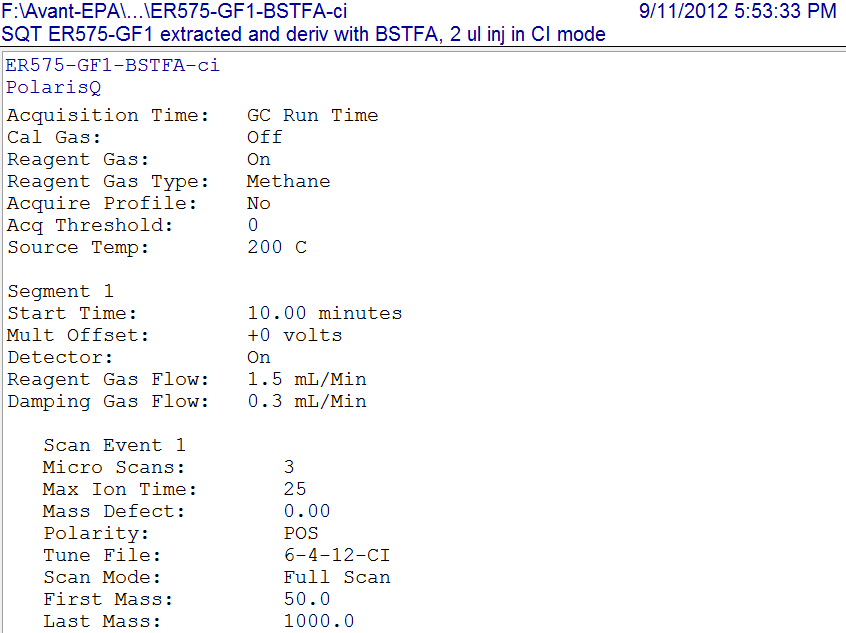 F:\Avant-EPA\...\ER575-GF1-BSTFA-ci 9/11/2012 5:53:33 PM
SQT ER575-GF1 extracted and deriv with BSTFA, 2 ul inj in CI mode
ER575-GF1-BSTFA-ci
PolarisQ
Acquisition Time: GC Run Time
Cal Gas: Off
Reagent Gas: On
Reagent Gas Type: Methane
Acquire Profile: No
Acq Threshold: 0
Source Temp: 200 C
Segment 1
Start Time: 10.00 minutes
Mult Offset: +0 volts
Detector: On
Reagent Gas Flow: 1.5 mL/Min
Damping Gas Flow: 0.3 mL/Min
Scan Event 1
Micro Scans: 3
Max Ion Time: 25
Mass Defect: 0.00
Polarity: POS
Tune File: 6-4-12-CI
Scan Mode: Full Scan
First Mass: 50.0
Last Mass: 1000.0